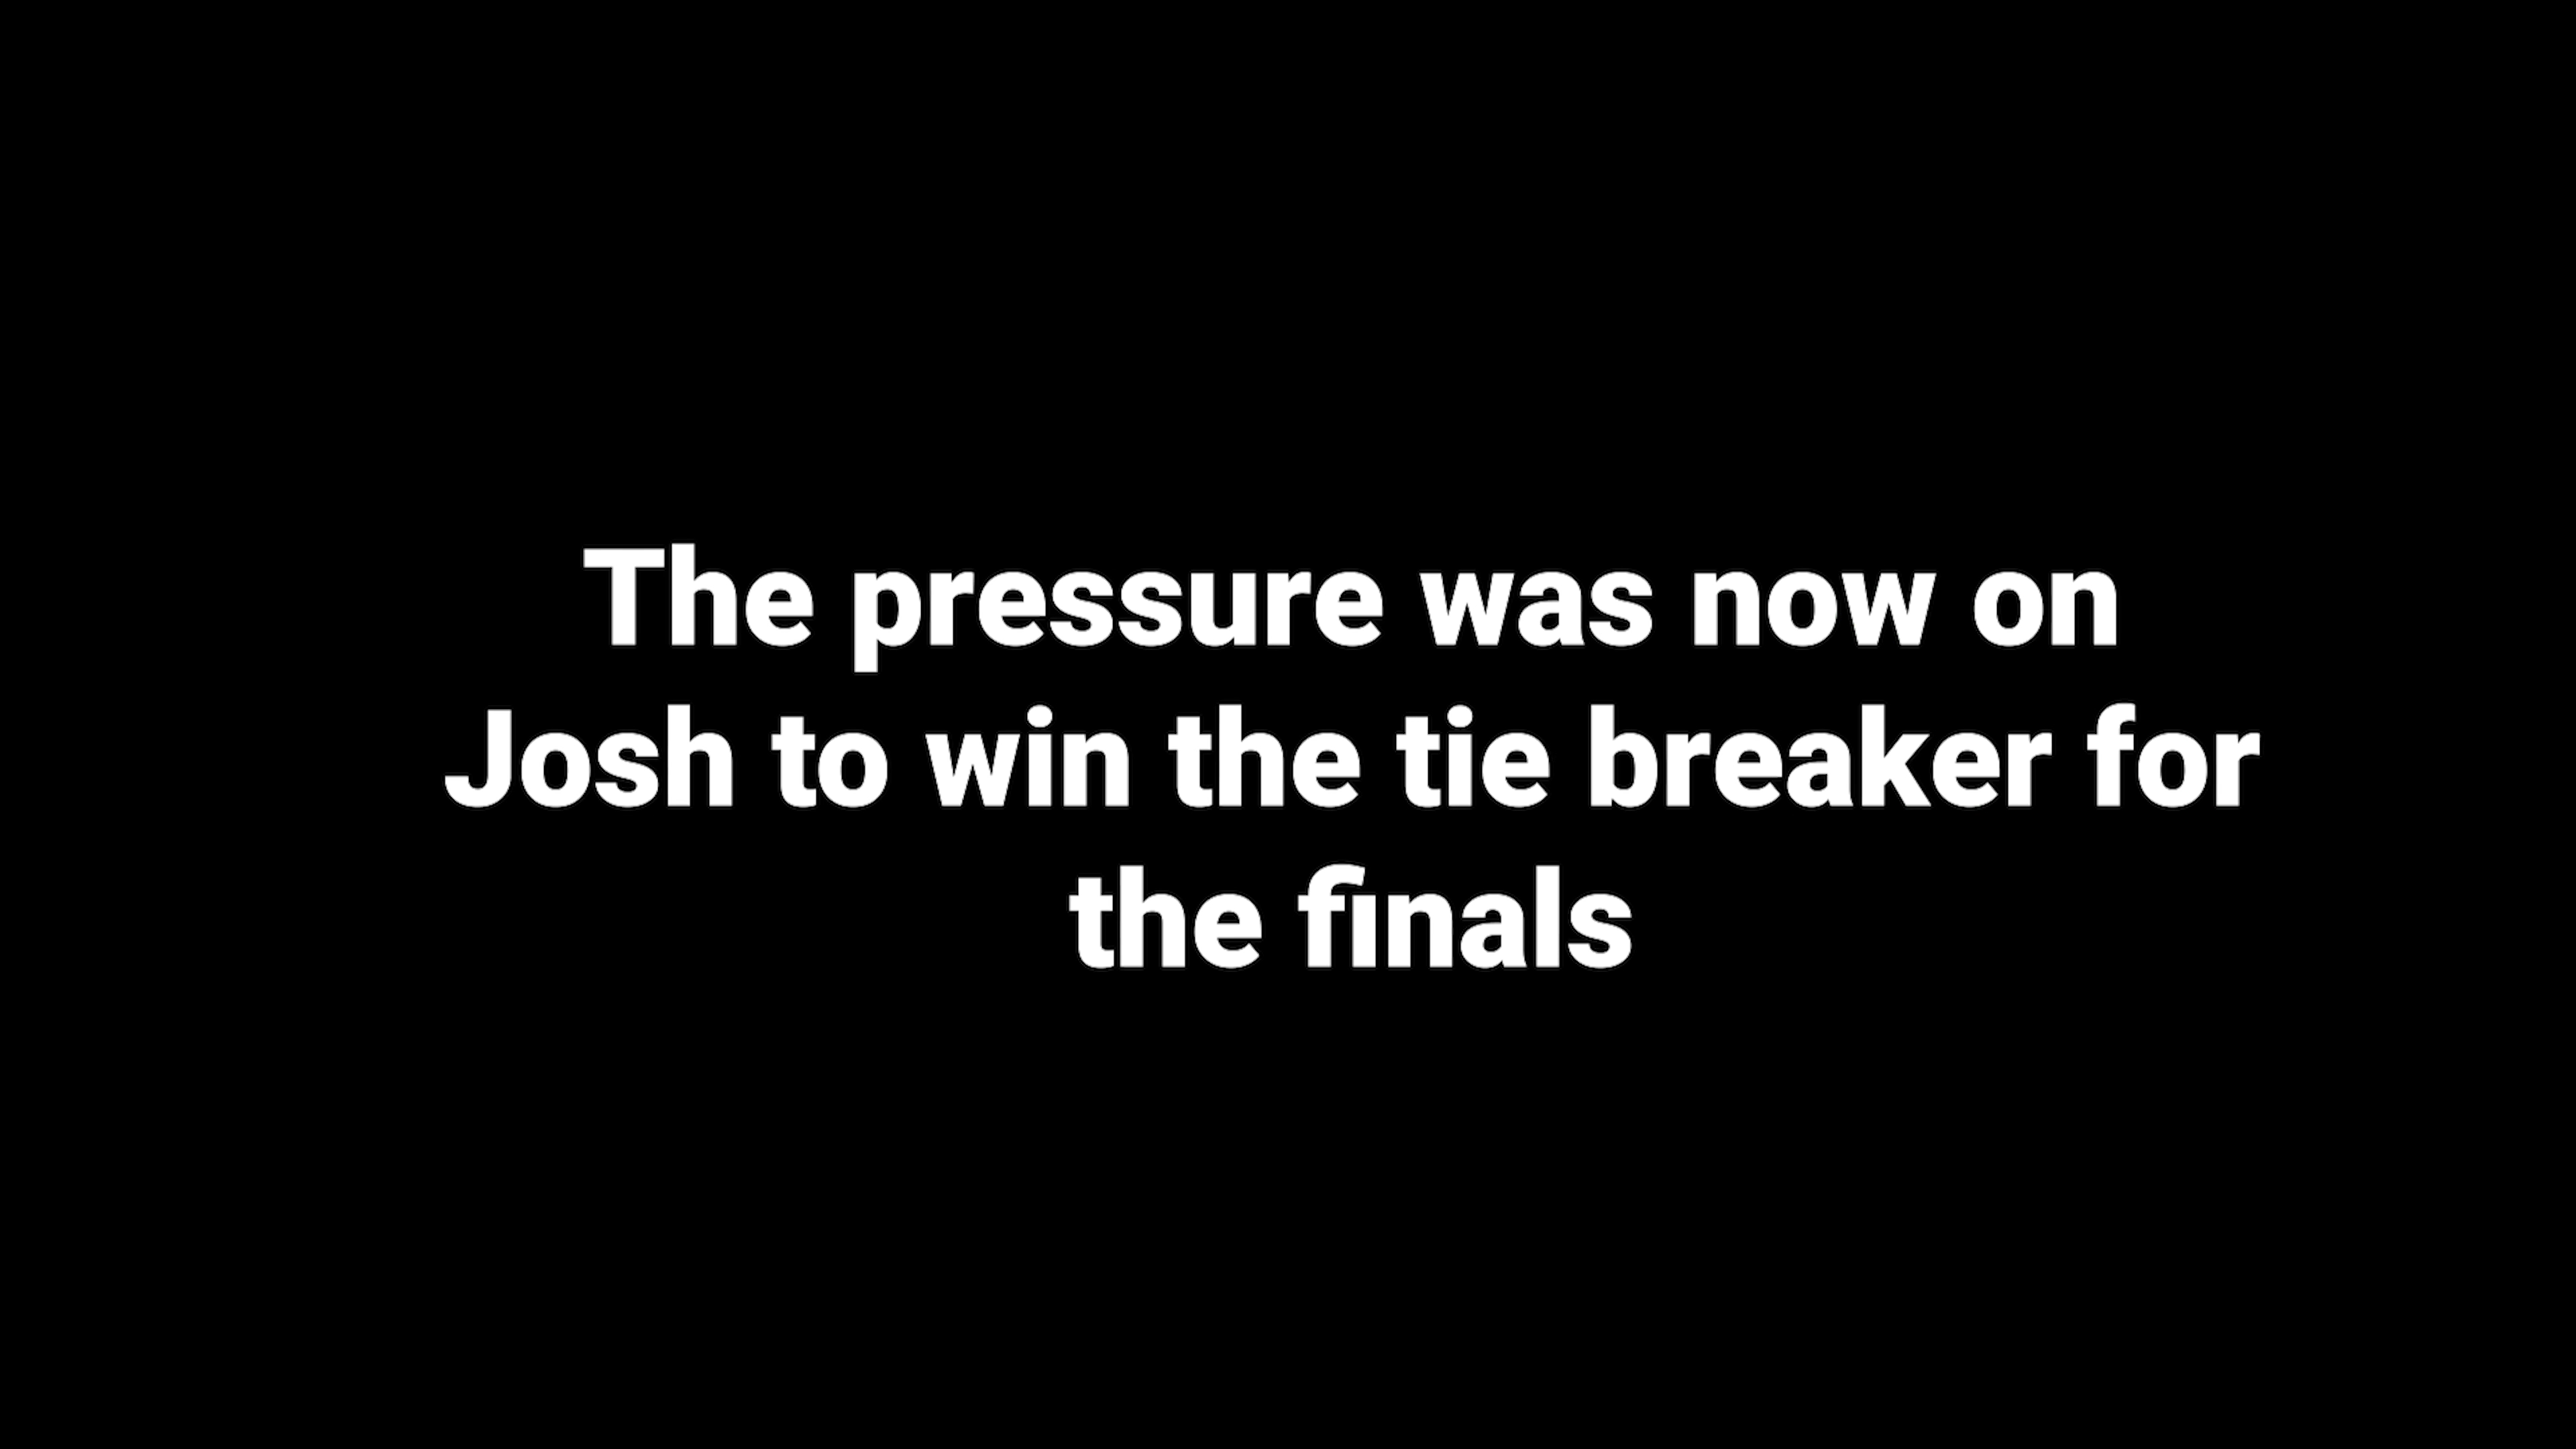 The pressure was now on
Josh to win the tie breaker for
the finals